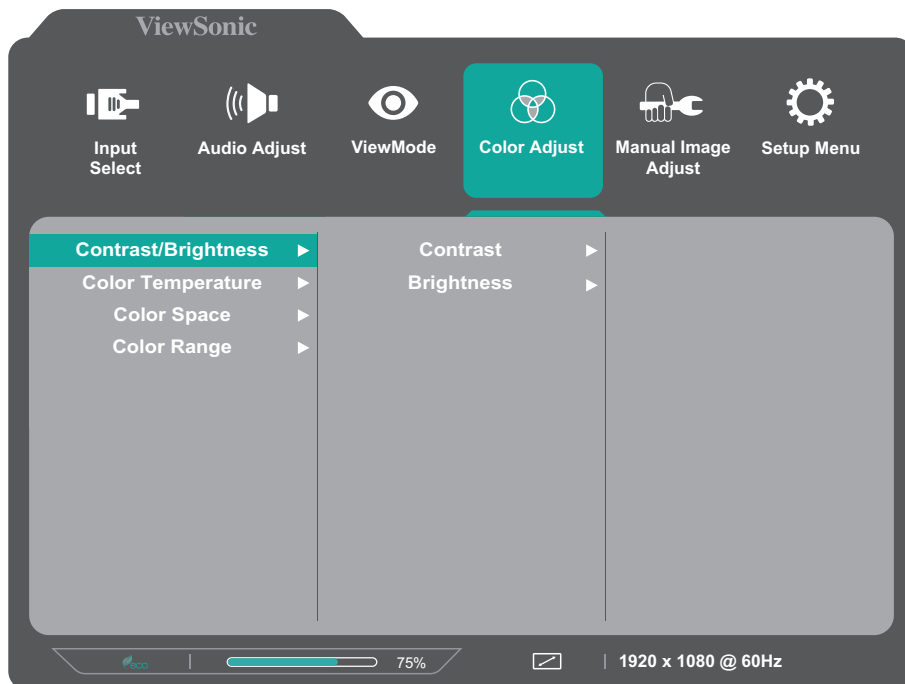 ViewSonic
Input
Select
Audio Adjust
ViewMode
Color Adjust
Manual Image
Adjust
Setup Menu
Contrast/Brightness
Color Temperature
Color Space
Color Range
Contrast
Brightness
eco
75%
1920 x 1080 @ 60Hz